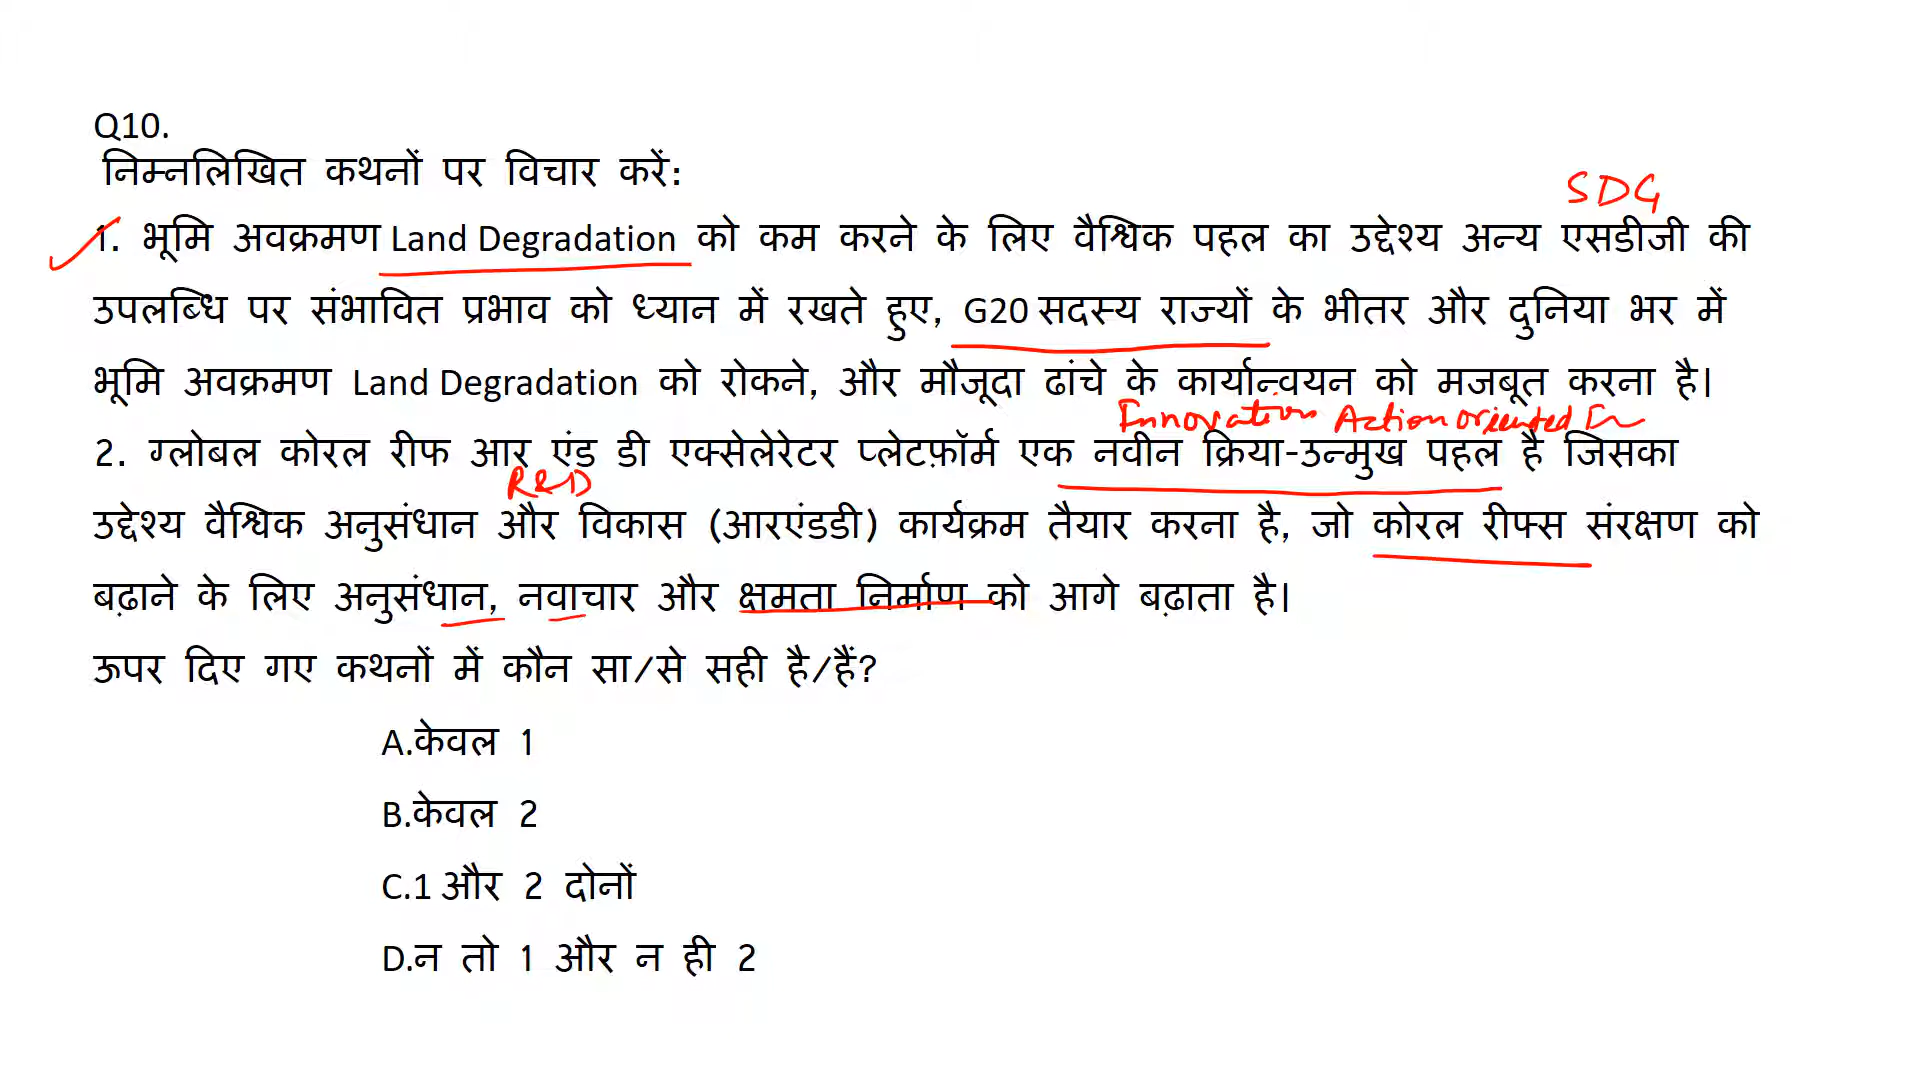 Q10.
निम्नलिखित कथनों पर विचार करें:
SDG
1. भूमि अवक्रमण Land Degradation को कम करने के लिए वैश्विक पहल का उद्देश्य अन्य एसडीजी की
उपलब्धि पर संभावित प्रभाव को ध्यान में रखते हुए, G20 सदस्य राज्यों के भीतर और दुनिया भर में
भूमि अवक्रमण Land Degradation को रोकने, और मौजूदा ढांचे के कार्यान्वयन को मजबूत करना है।
Innovation Action oriented In
2. ग्लोबल कोरल रीफ आर एंड डी एक्सेलेरेटर प्लेटफ़ॉर्म एक नवीन क्रिया-उन्मुख पहल है जिसका
R&D
उद्देश्य वैश्विक अनुसंधान और विकास (आरएंडडी) कार्यक्रम तैयार करना है, जो कोरल रीफ्स संरक्षण को
बढ़ाने के लिए अनुसंधान, नवाचार और क्षमता निर्माण को आगे बढ़ाता है।
ऊपर दिए गए कथनों में कौन सा/से सही है/हैं?
A.केवल 1
B.केवल 2
C.1 और 2 दोनों
D.न तो 1 और न ही 2